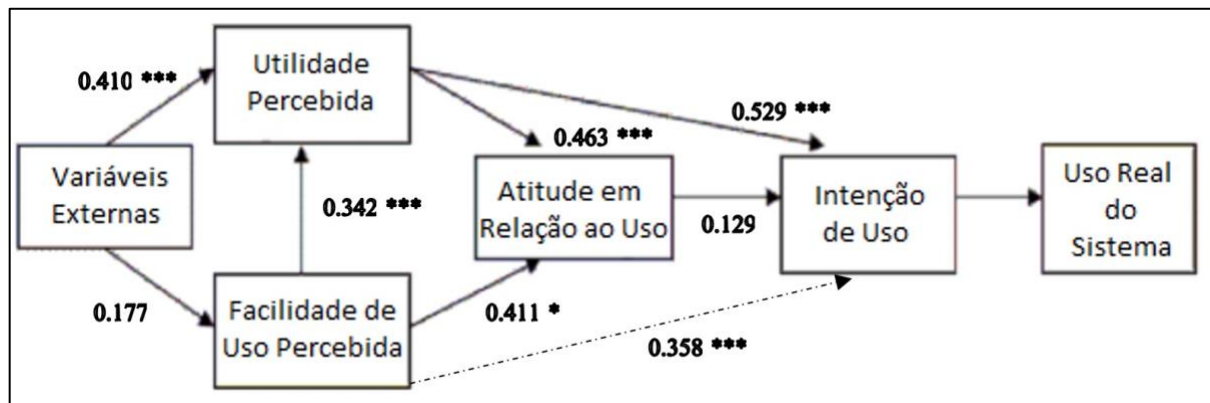 Utilidade
Percebida
0.410 ***
0.529 ***
0.463 ***
Variáveis
Externas
0.342 ***
Atitude em
Relação ao Uso
0.129
Intenção
de Uso
Uso Real
do
Sistema
0.177
Facilidade de
Uso Percebida
0.411 *
0.358 ***